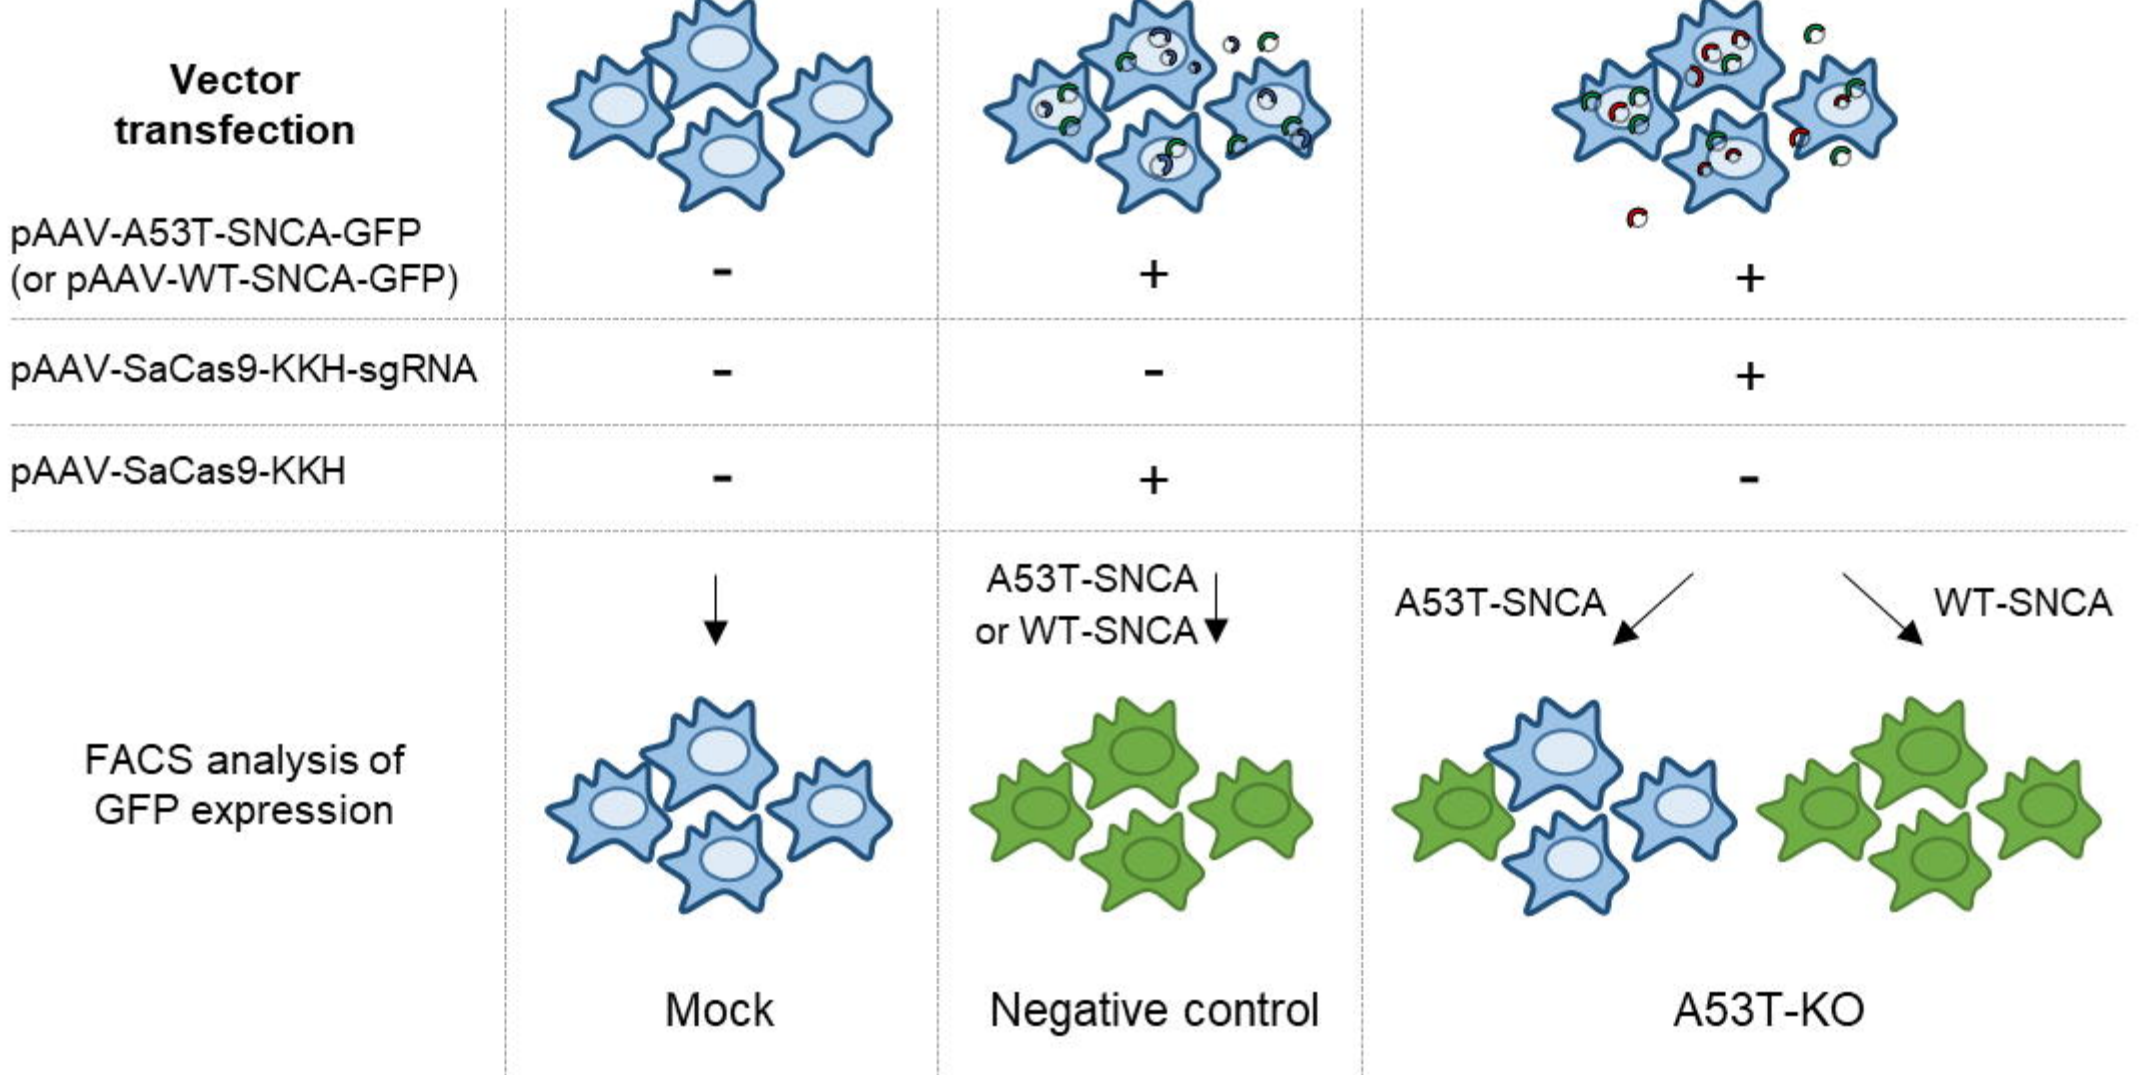 Vector
transfection
pAAV-A53T-SNCA-GFP
(or pAAV-WT-SNCA-GFP)
-
+
+
pAAV-SaCas9-KKH-sgRNA
-
-
+
pAAV-SaCas9-KKH
-
+
-
A53T-SNCA
or WT-SNCA
A53T-SNCA
WT-SNCA
FACS analysis of
GFP expression
Mock
Negative control
A53T-KO